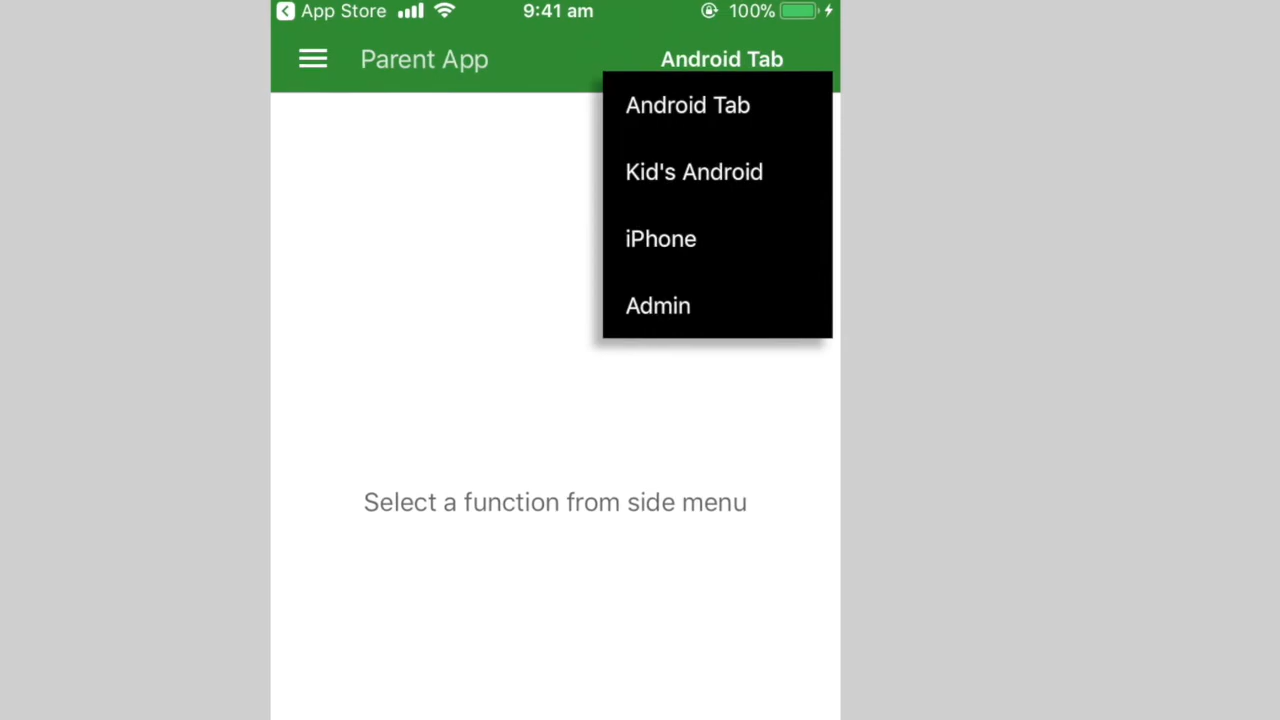 App Store 9:41 am 100%
Parent App Android Tab
Android Tab
Kid's Android
iPhone
Admin
Select a function from side menu